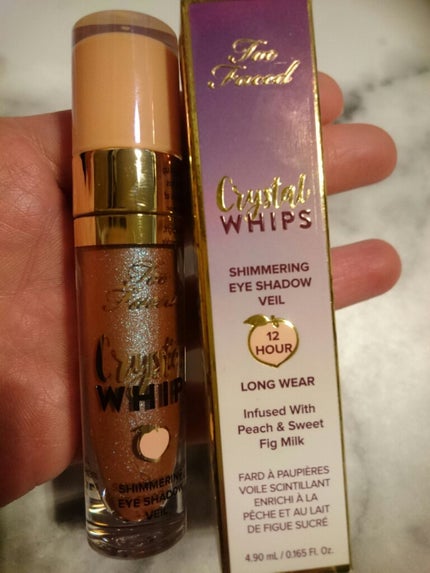 Too
Faced
Crystal
WHIP
SHIMMERING
EYE SHADOW
VEIL
Too
Faced
Crystal
WHIPS
SHIMMERING
EYE SHADOW
VEIL
12
HOUR
LONG WEAR
Infused With
Peach & Sweet
Fig Milk
FARD À PAUPIÈRES
VOILE SCINTILLANT
ENRICHI À LA
PÊCHE ET AU LAIT
DE FIGUE SUCRÉ
4.90 mL / 0.165 Fl. Oz.